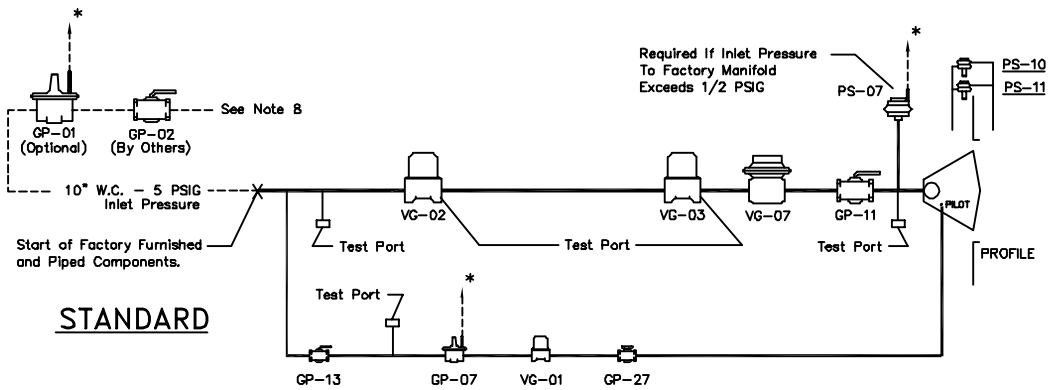 *
GP-01
(Optional)
GP-02
(By Others)
See Note 8
10" W.C. - 5 PSIG
Inlet Pressure
Start of Factory Furnished
and Piped Components.
STANDARD
Test Port
VG-02
Test Port
VG-03
VG-07
GP-11
Required If Inlet Pressure
To Factory Manifold
Exceeds 1/2 PSIG
*
PS-07
PS-10
PS-11
PILOT
Test Port
PROFILE
Test Port
*
GP-13
GP-07
VG-01
GP-27